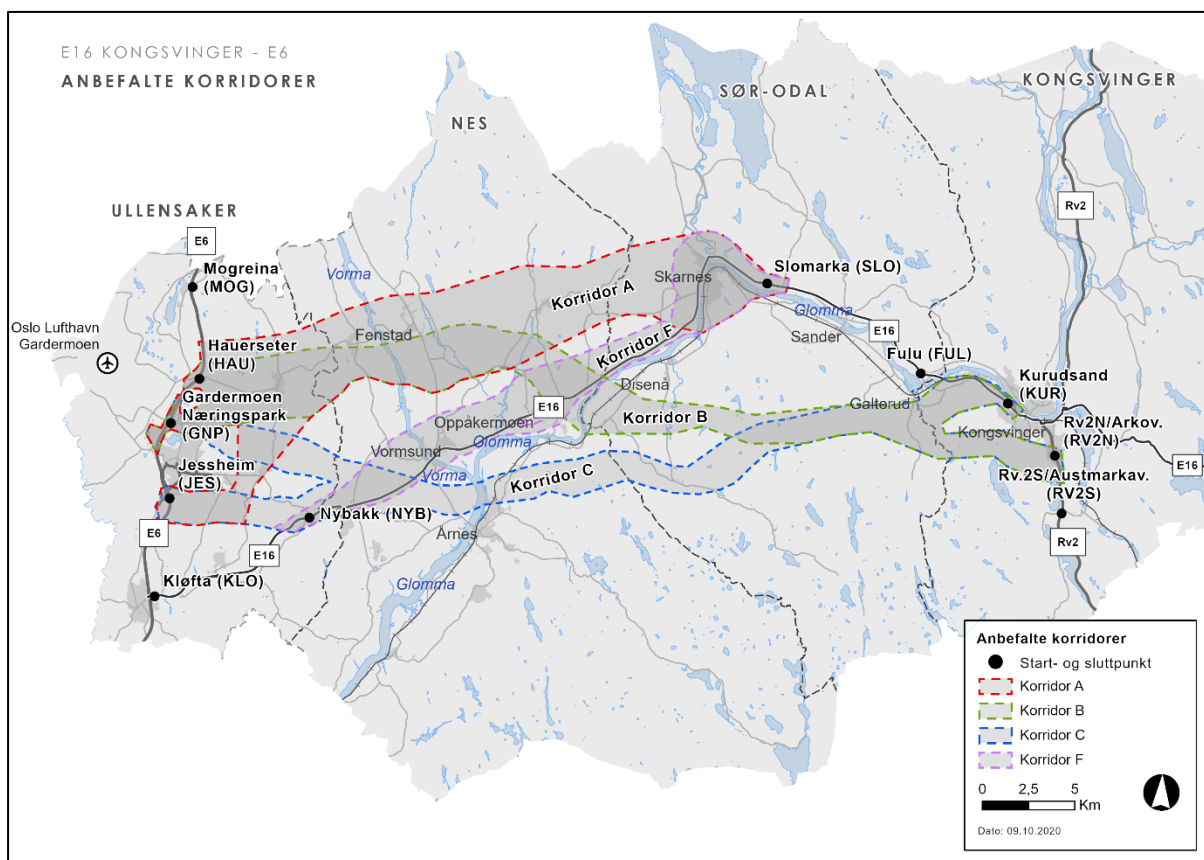 E16 KONGSVINGER - E6
ANBEFALTE KORRIDORER
KONGSVINGER
SØR-ODAL
NES
ULLENSAKER
E6
Rv2
Mogreina
(MOG)
Vorma
Skarnes
Slomarka (SLO)
Korridor A
Glomma
Oslo Lufthavn
Gardermoen
Fenstad
Sander
E16
Hauerseter
(HAU)
Korridor F
Fulu (FUL)
Gardermoen
Næringspark
(GNP)
Disenå
Kurudsand
(KUR)
E16
Galterud
Oppåkermoen
Korridor B
Rv2N/Arkov.
(RV2N)
Kongsvinger
Glomma
Vormsund
E16
Jessheim
(JES)
Vorma
Korridor C
Rv.2S/Austmarkav.
(RV2S)
Nybakk (NYB)
Årnes
E6
E16
Rv2
Kløfta (KLO)
Glomma
Anbefalte korridorer
Start- og sluttpunkt
Korridor A
Korridor B
Korridor C
Korridor F
0 2,5 5
Km
Dato: 09.10.2020